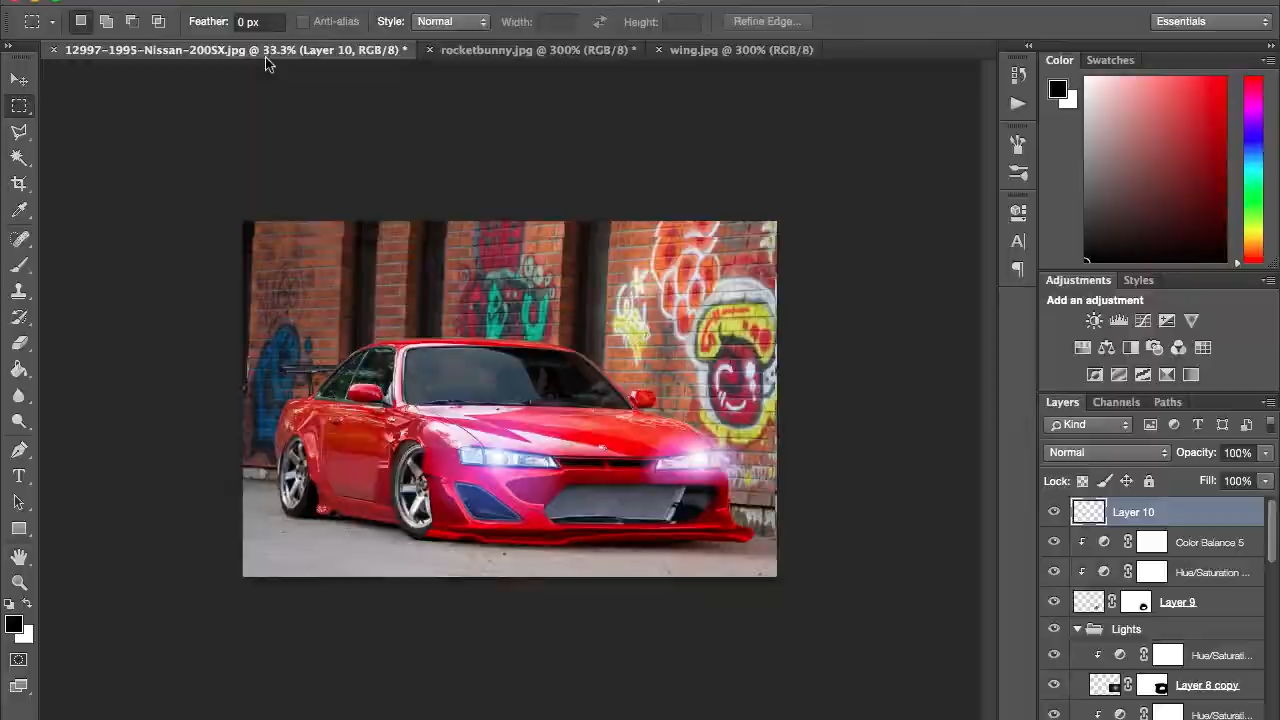 Feather: 0 px Anti-alias Style: Normal Width: Height: Refine Edge... Essentials
12997-1995-Nissan-200SX.jpg @ 33.3% (Layer 10, RGB/8) * rocketbunny.jpg @ 300% (RGB/8) * wing.jpg @ 300% (RGB/8)
Color Swatches
Adjustments Styles
Add an adjustment
Layers Channels Paths
Kind
Normal Opacity: 100%
Lock: Fill: 100%
Layer 10
Color Balance 5
Hue/Saturation ...
Layer 9
Lights
Hue/Saturati...
Layer 8 copy
Hue/Saturati...